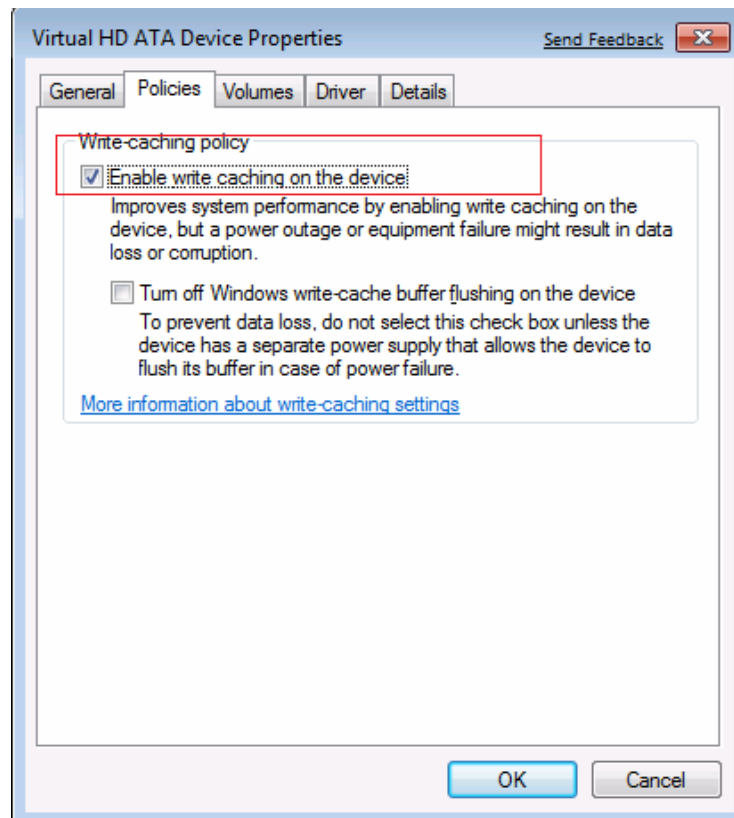 Virtual HD ATA Device Properties Send Feedback
General Policies Volumes Driver Details
Write-caching policy
Enable write caching on the device
Improves system performance by enabling write caching on the
device, but a power outage or equipment failure might result in data
loss or corruption.
Turn off Windows write-cache buffer flushing on the device
To prevent data loss, do not select this check box unless the
device has a separate power supply that allows the device to
flush its buffer in case of power failure.
More information about write-caching settings
OK Cancel